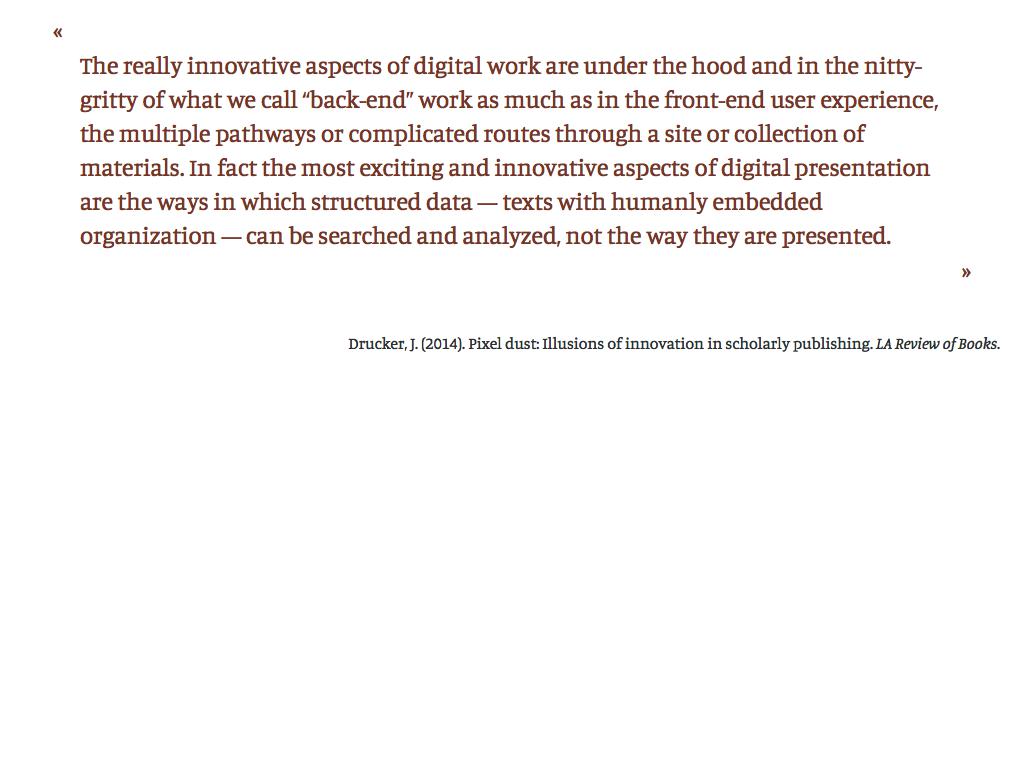 «
The really innovative aspects of digital work are under the hood and in the nitty-
gritty of what we call “back-end” work as much as in the front-end user experience,
the multiple pathways or complicated routes through a site or collection of
materials. In fact the most exciting and innovative aspects of digital presentation
are the ways in which structured data — texts with humanly embedded
organization — can be searched and analyzed, not the way they are presented.
»
Drucker, J. (2014). Pixel dust: Illusions of innovation in scholarly publishing. LA Review of Books.